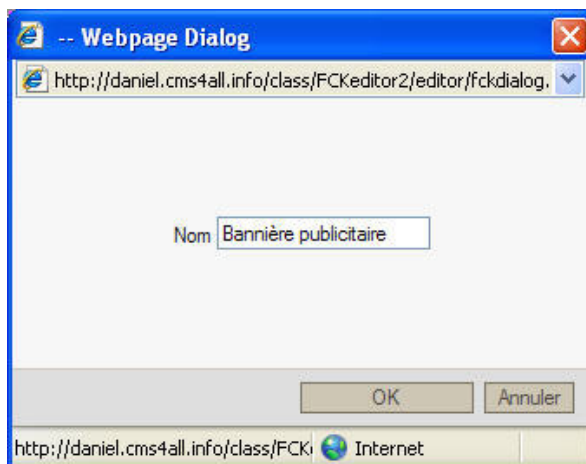 -- Webpage Dialog
http://daniel.cms4all.info/class/FCKeditor2/editor/fckdialog.
Nom Bannière publicitaire
OK Annuler
http://daniel.cms4all.info/class/FCK Internet